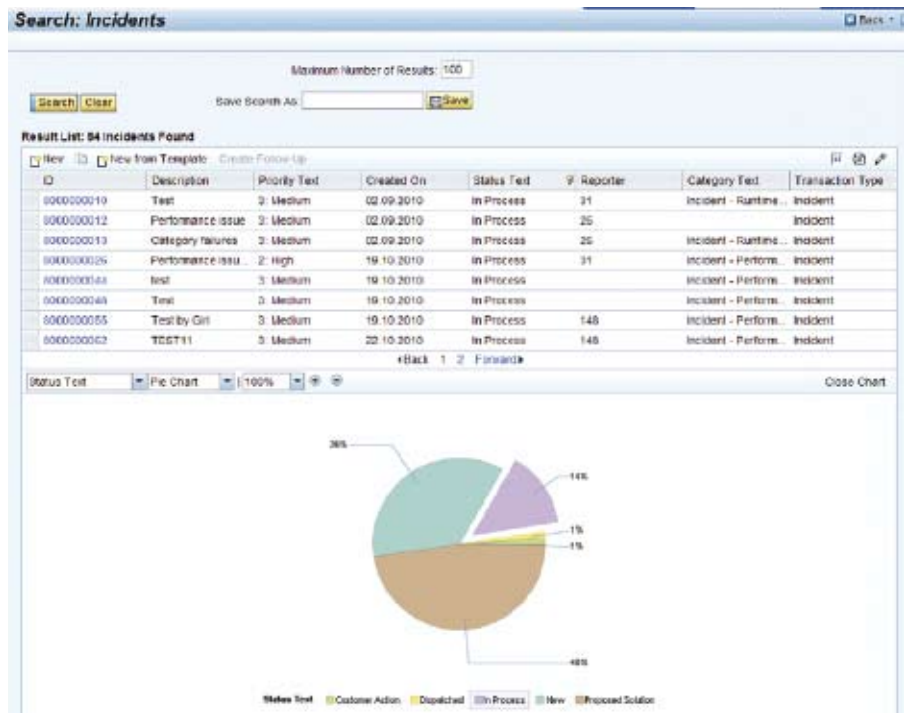 Search: Incidents
Back
Maximum Number of Results: 100
Search Clear Save Search As: Save
Result List: 84 Incidents Found
New New from Template Create Follow-Up
ID Description Priority Text Created On Status Text Reporter Category Text Transaction Type
8000000010 Test 3: Medium 02.09.2010 In Process 31 Incident - Runtime... Incident
8000000012 Performance issue 3: Medium 02.09.2010 In Process 25 Incident
8000000013 Category failures 3: Medium 02.09.2010 In Process 25 Incident - Runtime... Incident
8000000026 Performance issu... 2: High 19.10.2010 In Process 31 Incident - Perform... Incident
test 3: Medium 19.10.2010 In Process Incident - Perform... Incident
Test 3: Medium 19.10.2010 In Process Incident - Perform... Incident
8000000055 Test by Giri 3: Medium 19.10.2010 In Process 148 Incident - Perform... Incident
8000000062 TEST11 3: Medium 22.10.2010 In Process 148 Incident - Perform... Incident
Back 1 2 Forward
Status Text Pie Chart 100% Close Chart
14%
1%
1%
Status Text Customer Action Dispatched In Process New Proposed Solution